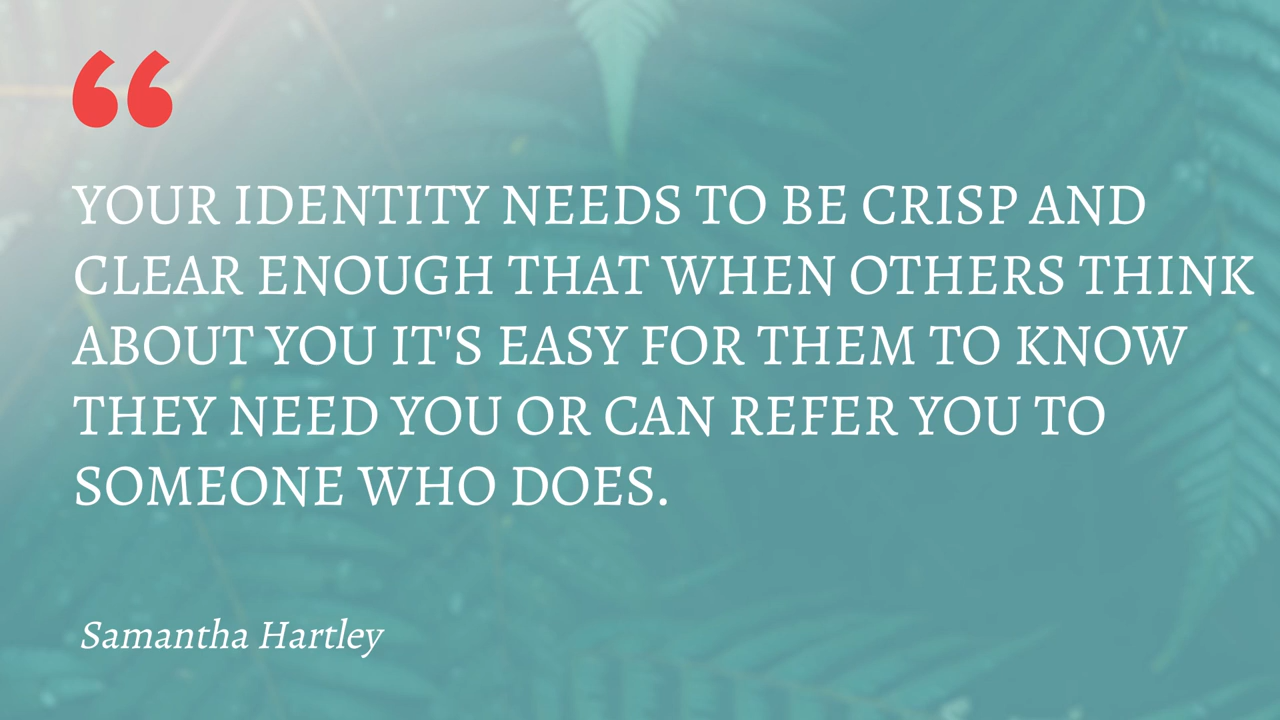 “
YOUR IDENTITY NEEDS TO BE CRISP AND
CLEAR ENOUGH THAT WHEN OTHERS THINK
ABOUT YOU IT'S EASY FOR THEM TO KNOW
THEY NEED YOU OR CAN REFER YOU TO
SOMEONE WHO DOES.
Samantha Hartley